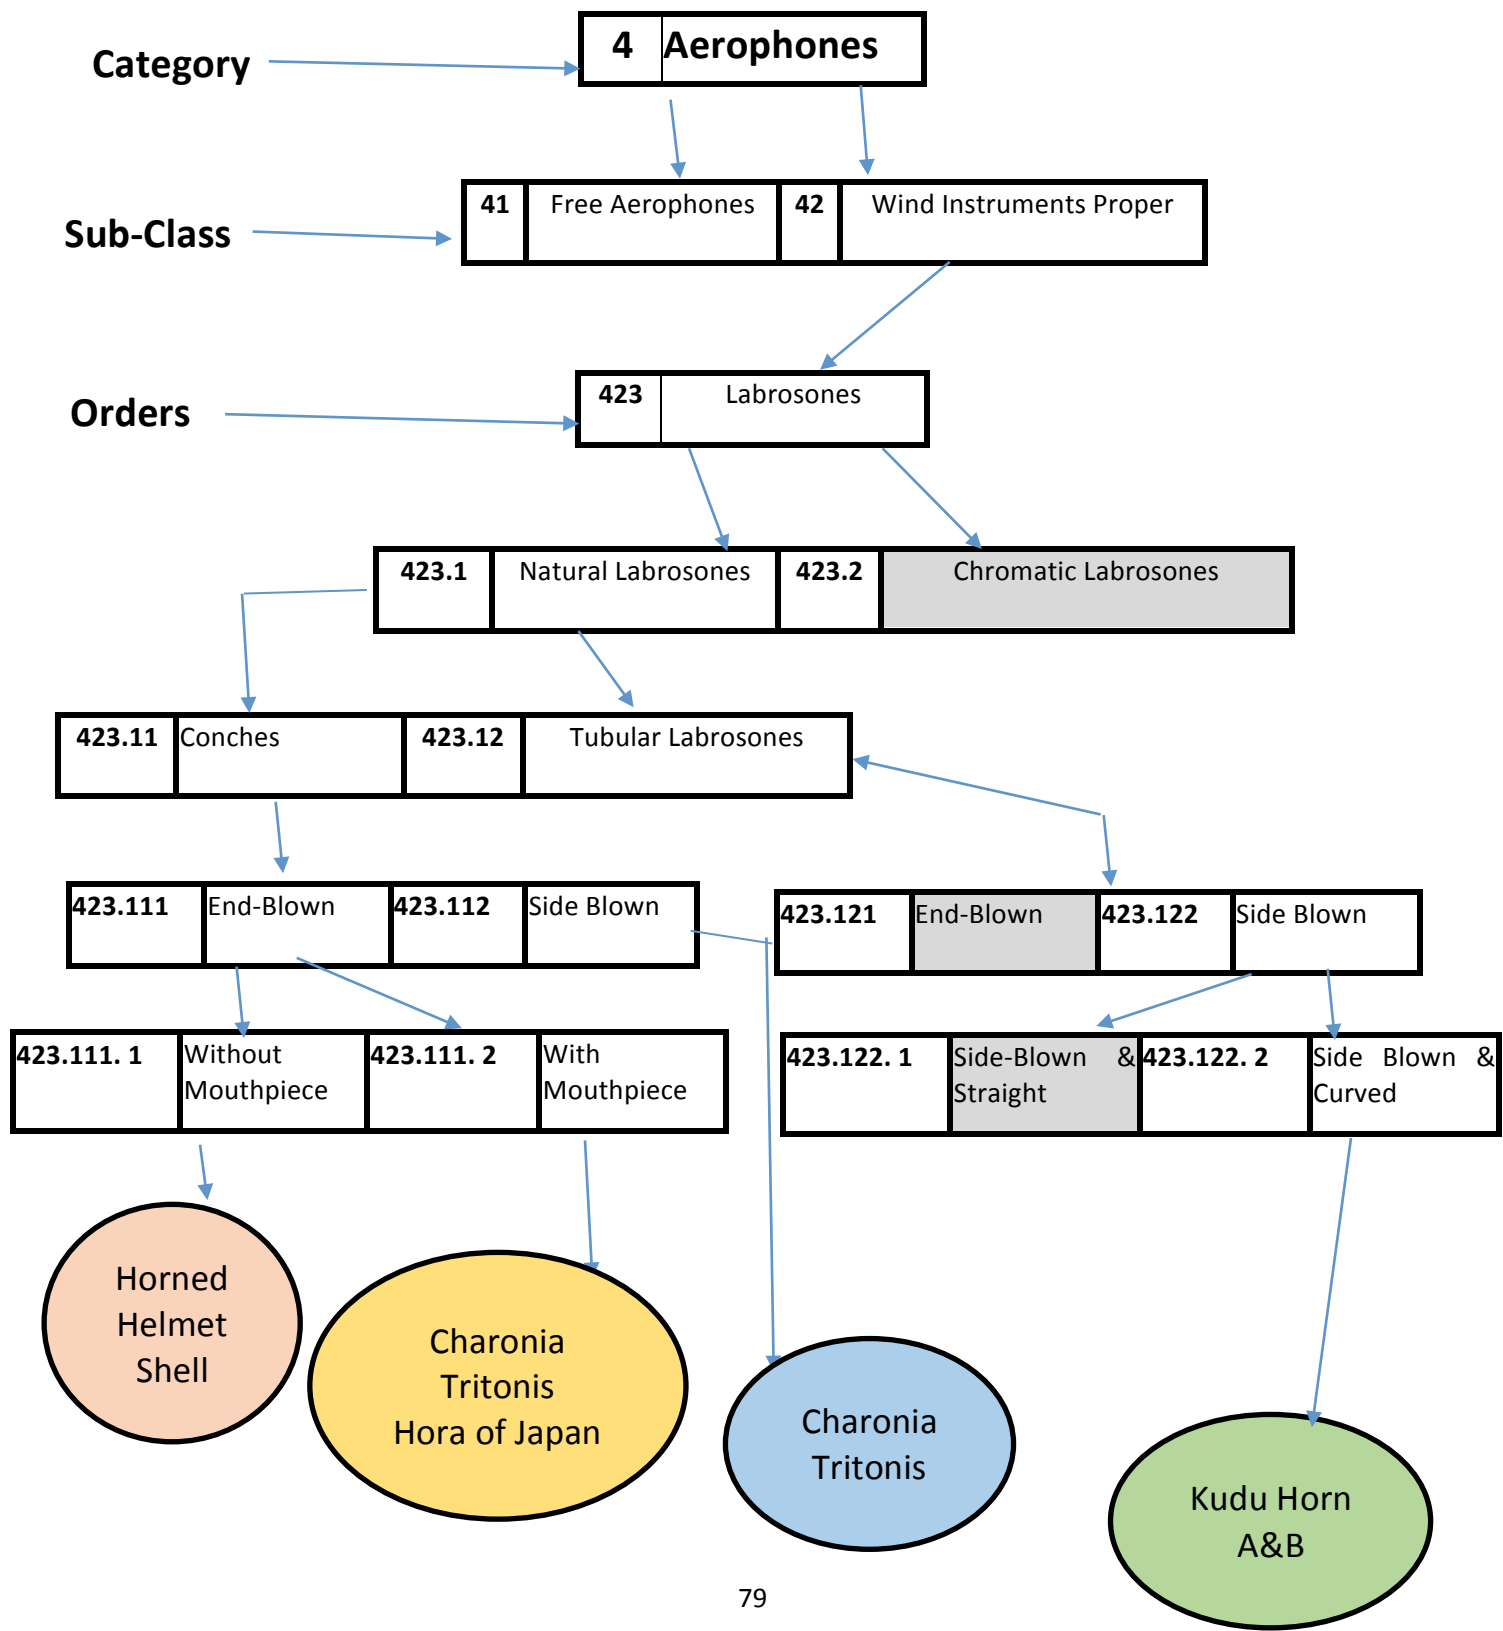 Category
4 Aerophones
Sub-Class
41 Free Aerophones 42 Wind Instruments Proper
Orders
423 Labrosones
423.1 Natural Labrosones 423.2 Chromatic Labrosones
423.11 Conches 423.12 Tubular Labrosones
423.111 End-Blown 423.112 Side Blown
423.121 End-Blown 423.122 Side Blown
423.111. 1 Without
Mouthpiece
423.111. 2 With
Mouthpiece
423.122. 1 Side-Blown &
Straight
423.122. 2 Side Blown &
Curved
Horned
Helmet
Shell
Charonia
Tritonis
Hora of Japan
Charonia
Tritonis
Kudu Horn
A&B
79